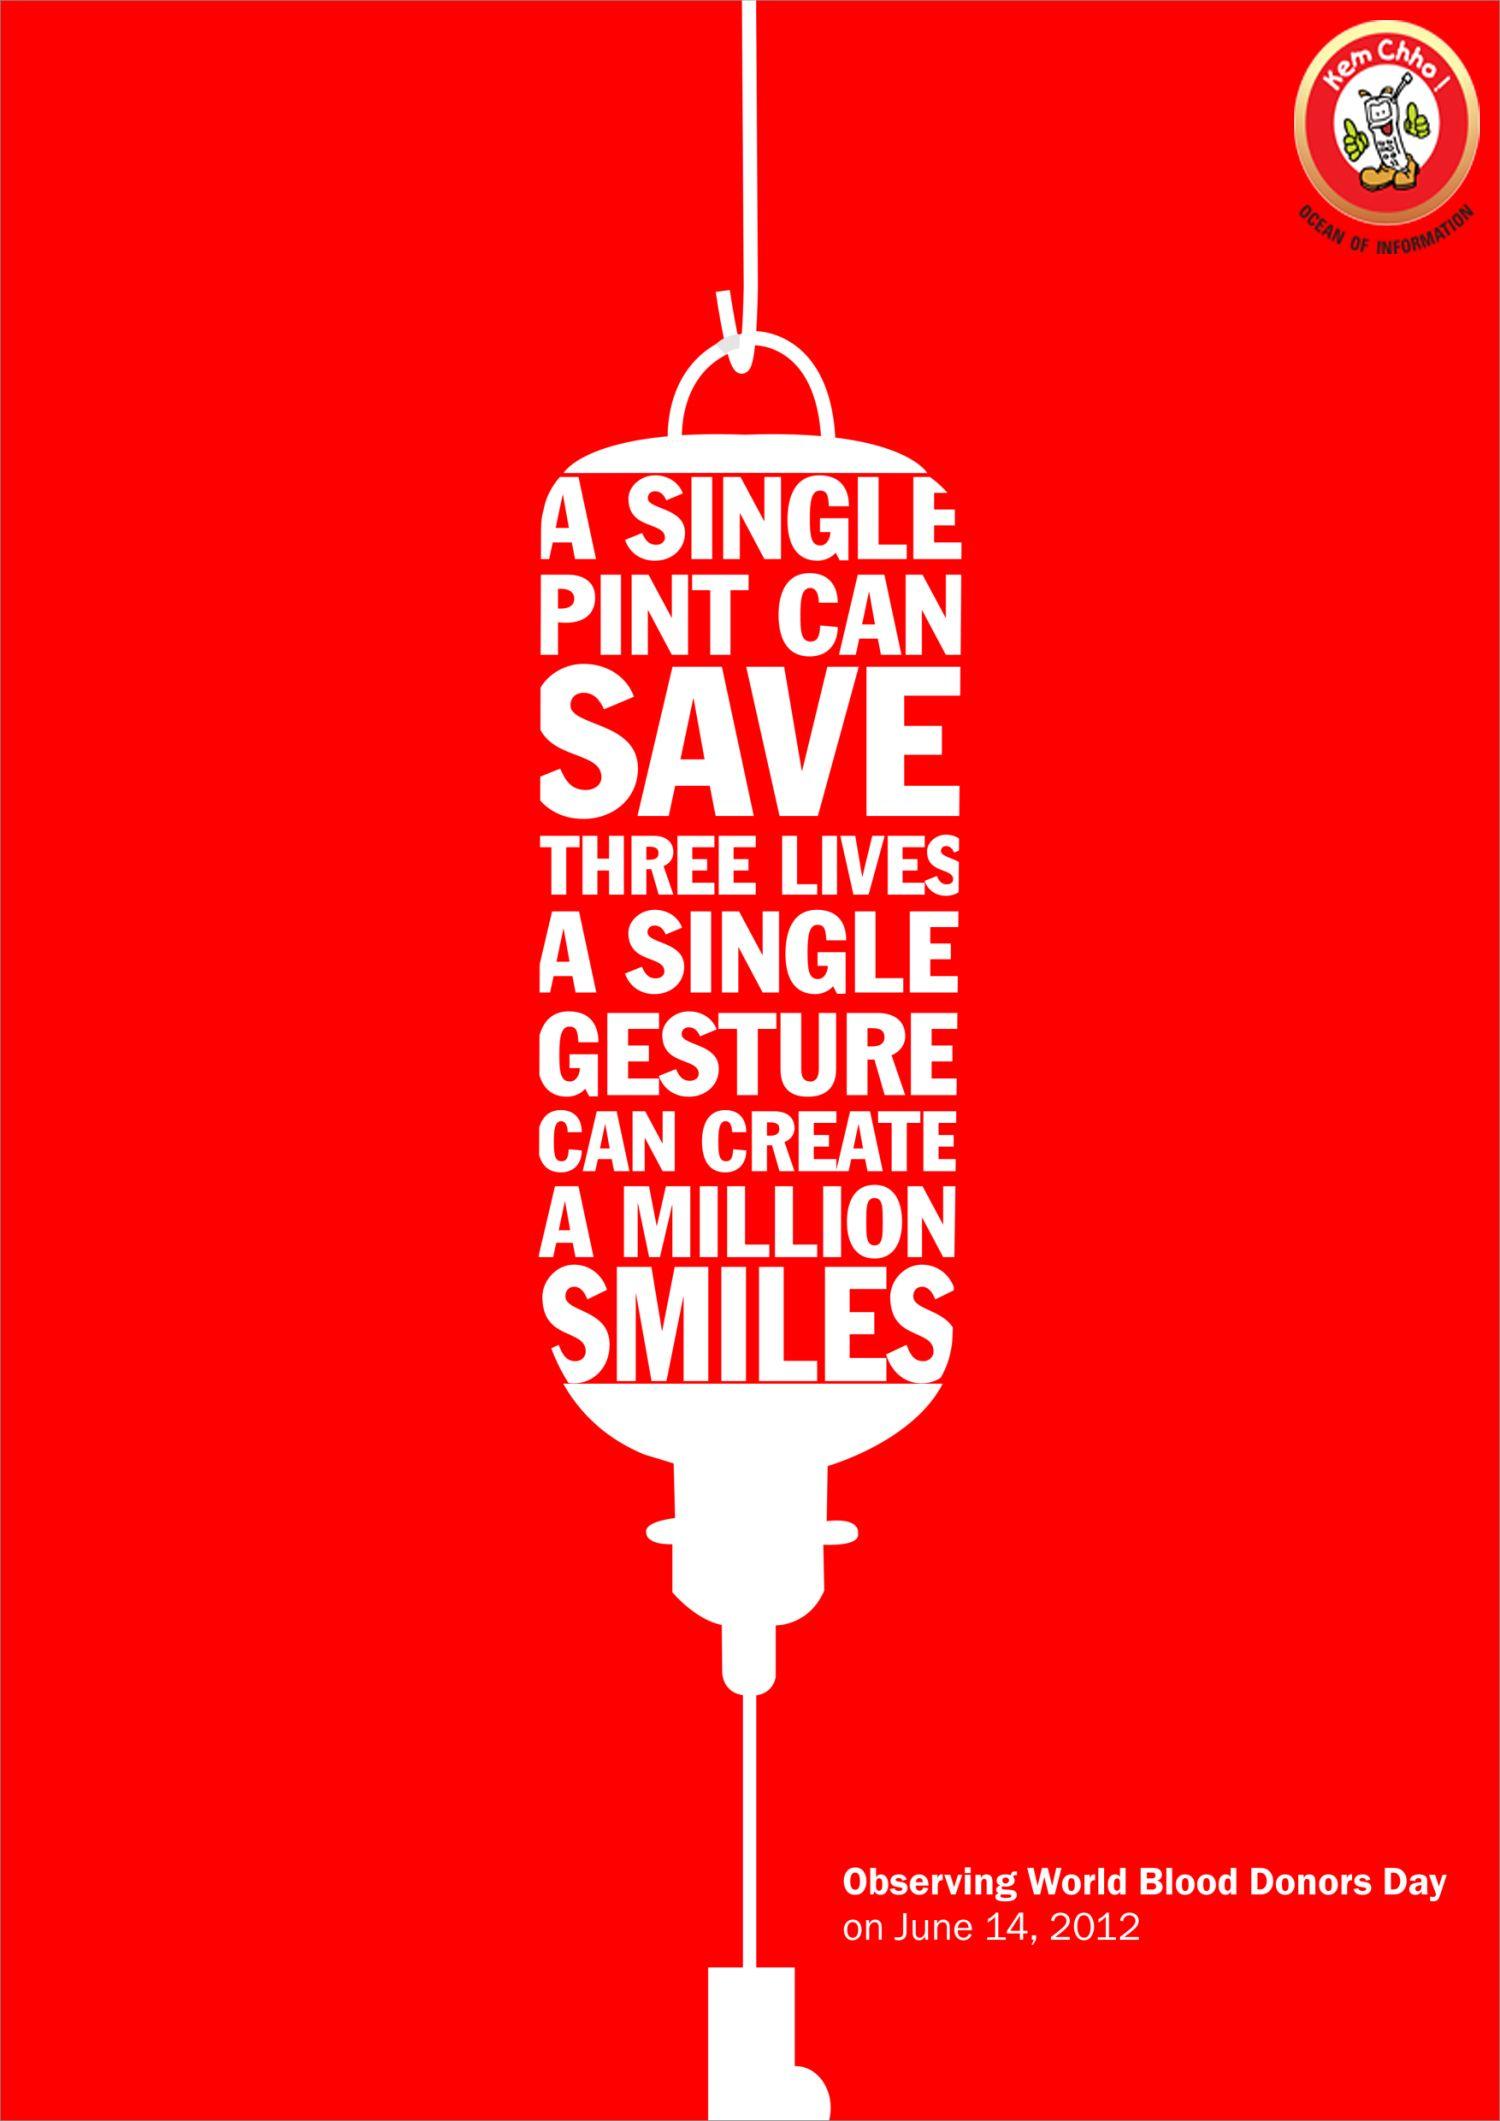 Kem Chho!
OCEAN OF INFORMATION
A SINGLE
PINT CAN
SAVE
THREE LIVES
A SINGLE
GESTURE
CAN CREATE
A MILLION
SMILES
Observing World Blood Donors Day
on June 14, 2012